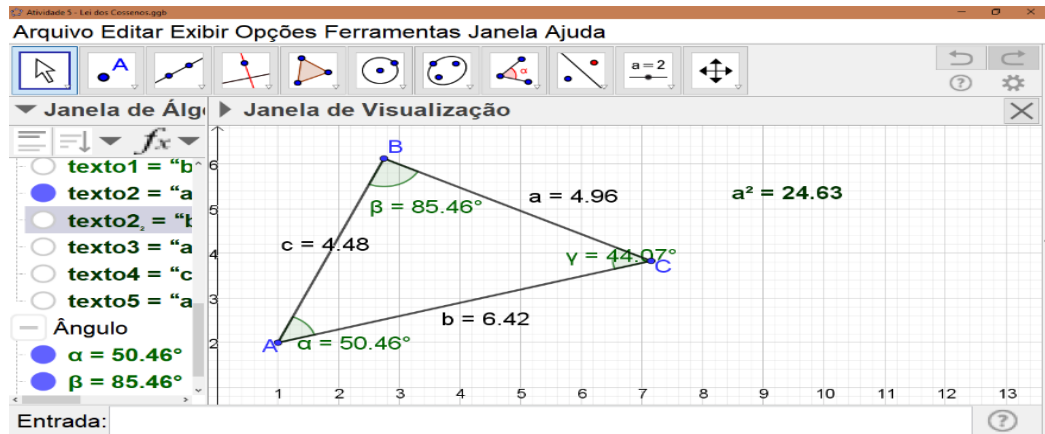 Atividade 5 - Lei dos Cossenos.ggb
Arquivo Editar Exibir Opções Ferramentas Janela Ajuda
A
α
a = 2
?
Janela de Álg
Janela de Visualização
fx
texto1 = "b
texto2 = "a
texto2₂ = "b
texto3 = "a
texto4 = "c
texto5 = "a
Ângulo
α = 50.46°
β = 85.46°
6
5
4
3
2
B
a = 4.96
a² = 24.63
β = 85.46°
c = 4.48
γ = 44.07°
C
b = 6.42
A
α = 50.46°
1 2 3 4 5 6 7 8 9 10 11 12 13
Entrada:
?